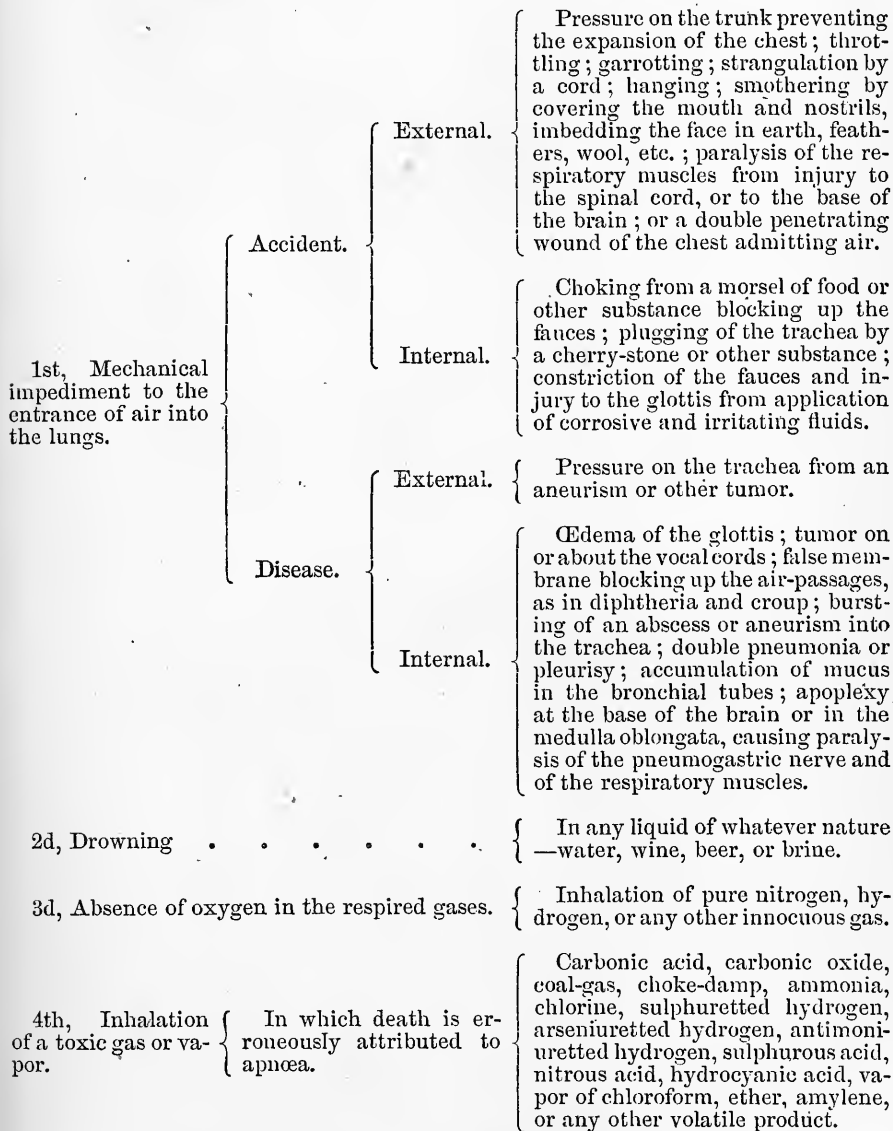 Pressure on the trunk preventing
the expansion of the chest; throt-
tling; garrotting; strangulation by
a cord; hanging; smothering by
covering the mouth and nostrils,
imbedding the face in earth, feath-
ers, wool, etc.; paralysis of the re-
spiratory muscles from injury to
the spinal cord, or to the base of
the brain; or a double penetrating
wound of the chest admitting air.
External.
Accident.
Choking from a morsel of food or
other substance blocking up the
fauces; plugging of the trachea by
a cherry-stone or other substance;
constriction of the fauces and in-
jury to the glottis from application
of corrosive and irritating fluids.
Internal.
1st, Mechanical
impediment to the
entrance of air into
the lungs.
External.
Pressure on the trachea from an
aneurism or other tumor.
Disease.
Internal.
Œdema of the glottis; tumor on
or about the vocal cords; false mem-
brane blocking up the air-passages,
as in diphtheria and croup; burst-
ing of an abscess or aneurism into
the trachea; double pneumonia or
pleurisy; accumulation of mucus
in the bronchial tubes; apoplexy
at the base of the brain or in the
medulla oblongata, causing paraly-
sis of the pneumogastric nerve and
of the respiratory muscles.
2d, Drowning . . . . . .
In any liquid of whatever nature
—water, wine, beer, or brine.
3d, Absence of oxygen in the respired gases.
Inhalation of pure nitrogen, hy-
drogen, or any other innocuous gas.
4th, Inhalation
of a toxic gas or va-
por.
In which death is er-
roneously attributed to
apnœa.
Carbonic acid, carbonic oxide,
coal-gas, choke-damp, ammonia,
chlorine, sulphuretted hydrogen,
arseniuretted hydrogen, antimoni-
uretted hydrogen, sulphurous acid,
nitrous acid, hydrocyanic acid, va-
por of chloroform, ether, amylene,
or any other volatile product.